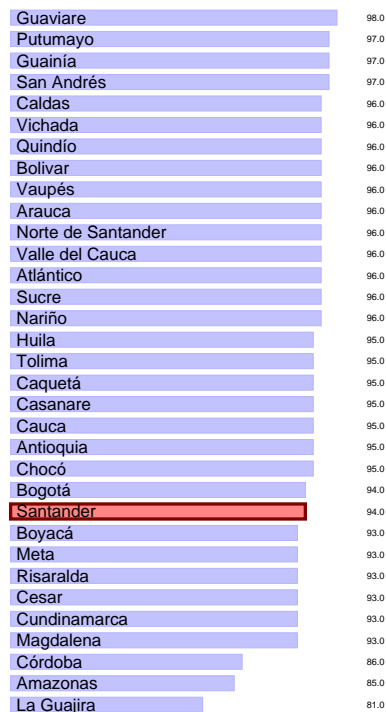 Guaviare 98.0
Putumayo 97.0
Guainía 97.0
San Andrés 97.0
Caldas 96.0
Vichada 96.0
Quindío 96.0
Bolivar 96.0
Vaupés 96.0
Arauca 96.0
Norte de Santander 96.0
Valle del Cauca 96.0
Atlántico 96.0
Sucre 96.0
Nariño 96.0
Huila 95.0
Tolima 95.0
Caquetá 95.0
Casanare 95.0
Cauca 95.0
Antioquia 95.0
Chocó 95.0
Bogotá 94.0
Santander 94.0
Boyacá 93.0
Meta 93.0
Risaralda 93.0
Cesar 93.0
Cundinamarca 93.0
Magdalena 93.0
Córdoba 86.0
Amazonas 85.0
La Guajira 81.0